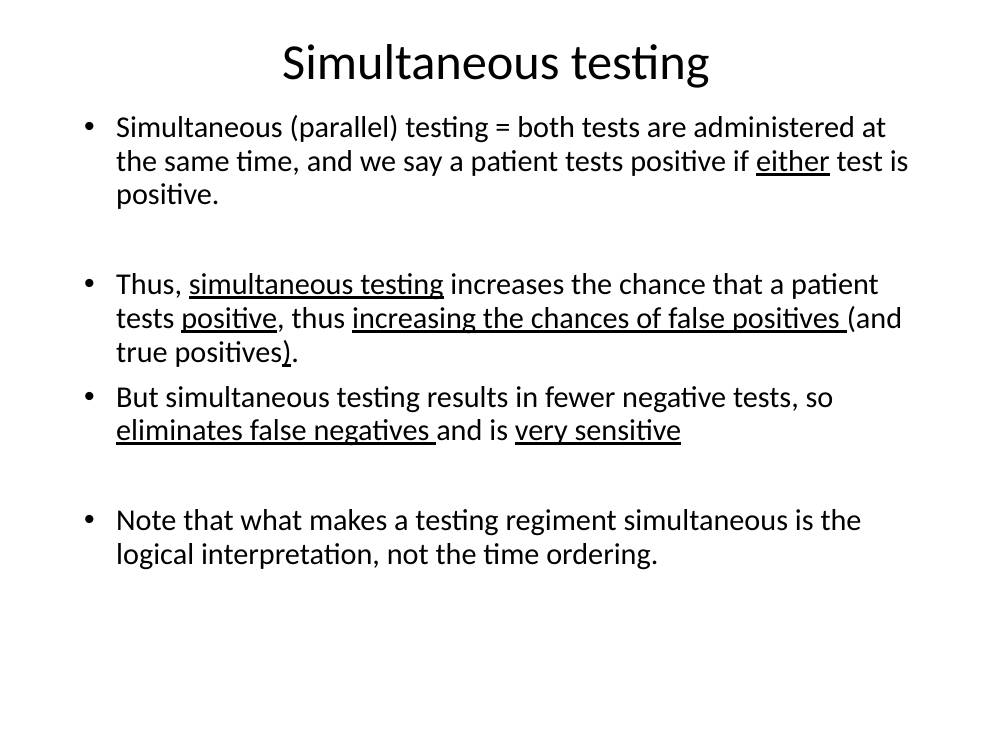 Simultaneous testing
• Simultaneous (parallel) testing = both tests are administered at
the same time, and we say a patient tests positive if either test is
positive.
• Thus, simultaneous testing increases the chance that a patient
tests positive, thus increasing the chances of false positives (and
true positives).
• But simultaneous testing results in fewer negative tests, so
eliminates false negatives and is very sensitive
• Note that what makes a testing regiment simultaneous is the
logical interpretation, not the time ordering.